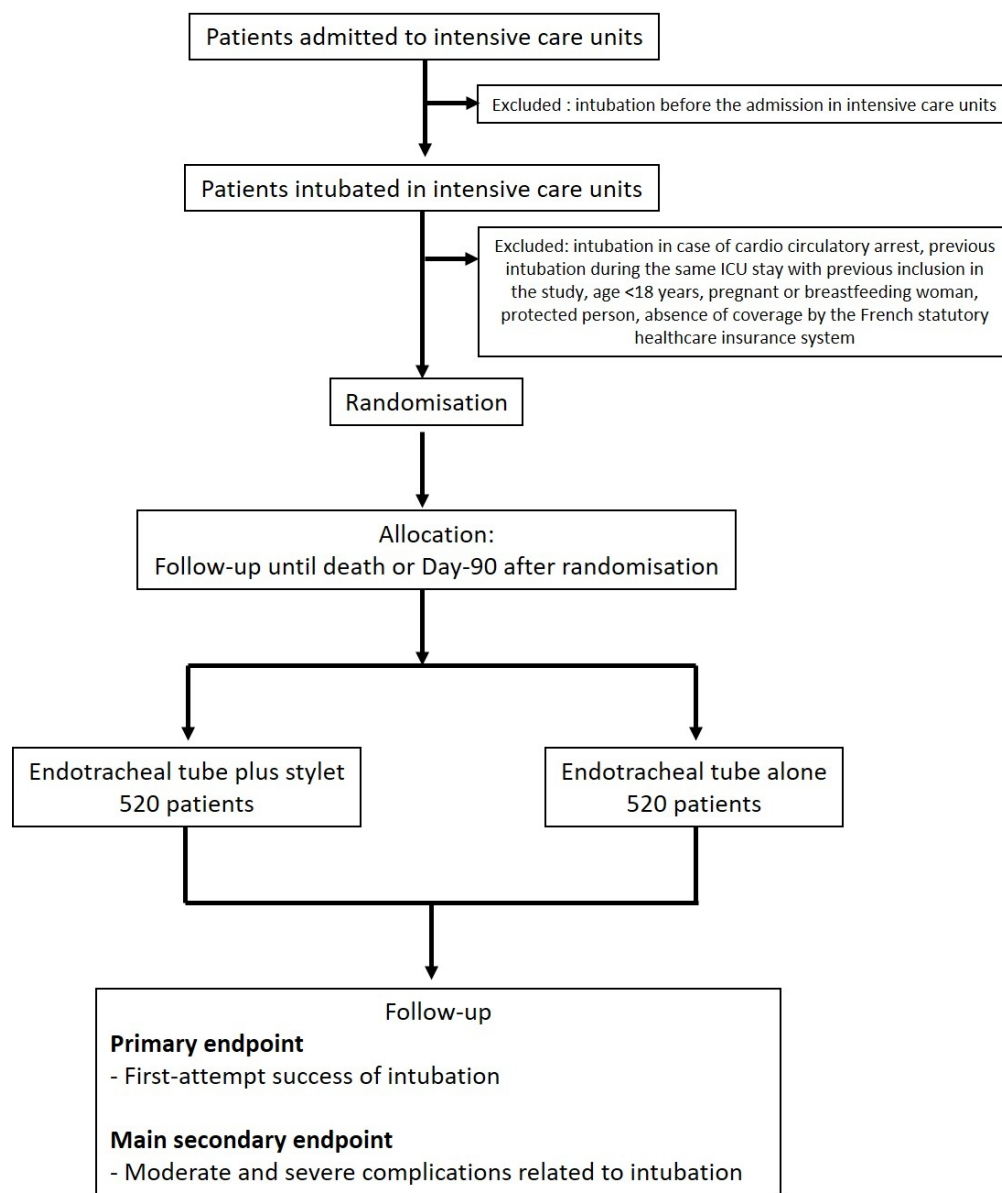 Patients admitted to intensive care units
Excluded : intubation before the admission in intensive care units
Patients intubated in intensive care units
Excluded: intubation in case of cardio circulatory arrest, previous
intubation during the same ICU stay with previous inclusion in
the study, age <18 years, pregnant or breastfeeding woman,
protected person, absence of coverage by the French statutory
healthcare insurance system
Randomisation
Allocation:
Follow-up until death or Day-90 after randomisation
Endotracheal tube plus stylet
520 patients
Endotracheal tube alone
520 patients
Follow-up
Primary endpoint
- First-attempt success of intubation
Main secondary endpoint
- Moderate and severe complications related to intubation